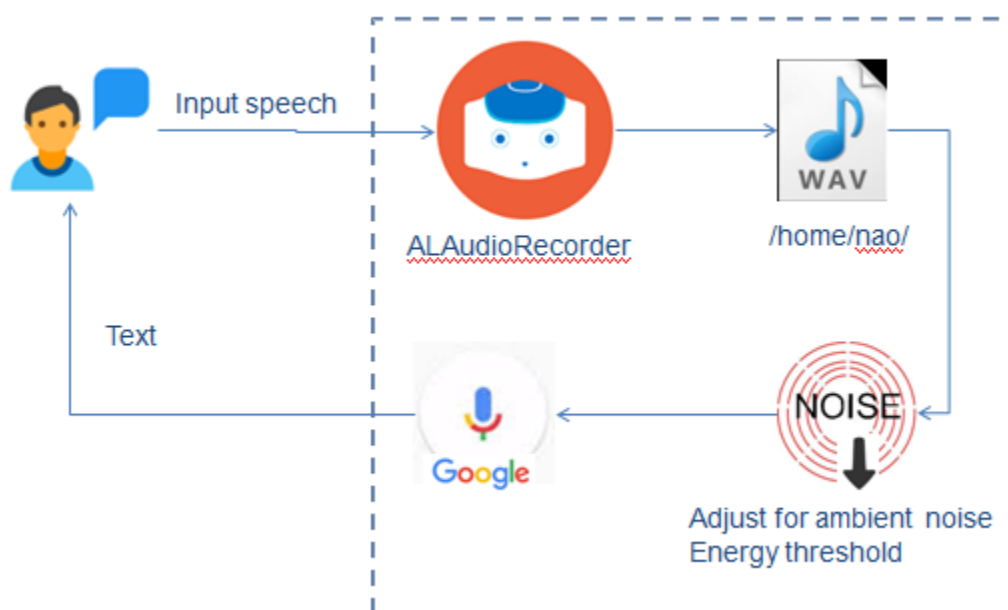 Input speech
WAV
ALAudioRecorder
/home/nao/
Text
NOISE
Google
Adjust for ambient noise
Energy threshold